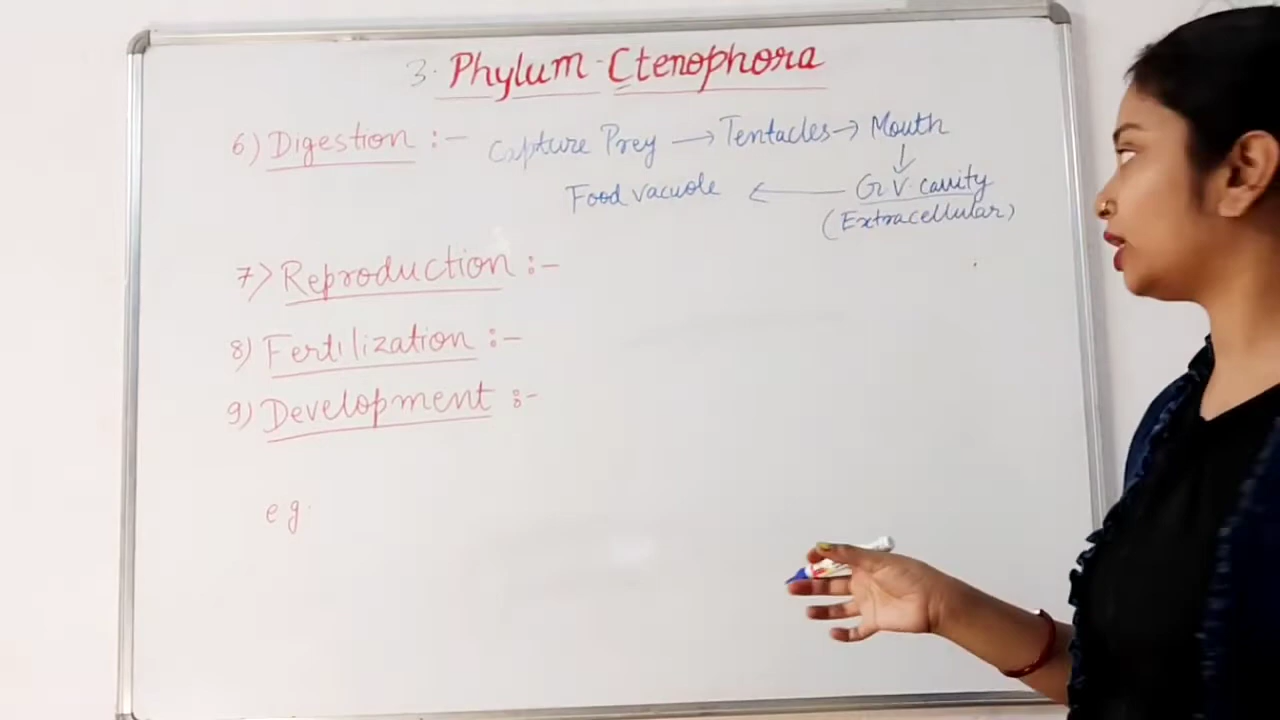 3. Phylum - Ctenophora
6) Digestion :- Capture Prey → Tentacles → Mouth
↓
Food vacuole ← G. V. cavity
(Extracellular)
7) Reproduction :-
8) Fertilization :-
9) Development :-
eg.